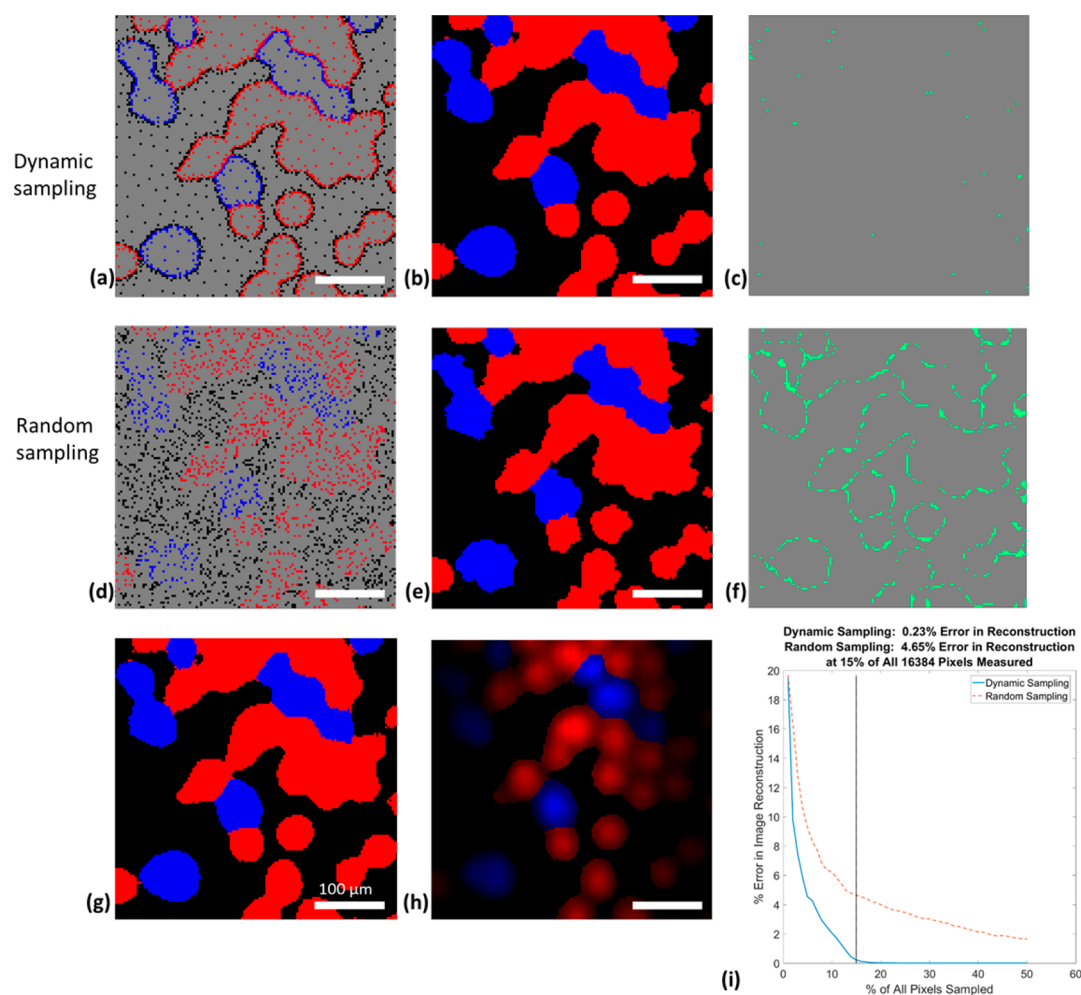 Dynamic
sampling
(a)
(b)
(c)
Random
sampling
(d)
(e)
(f)
(g)
100 µm
(h)
Dynamic Sampling: 0.23% Error in Reconstruction
Random Sampling: 4.65% Error in Reconstruction
at 15% of All 16384 Pixels Measured
Dynamic Sampling
Random Sampling
% Error in Image Reconstruction
20
18
16
14
12
10
8
6
4
2
0
0 10 20 30 40 50 60
% of All Pixels Sampled
(i)